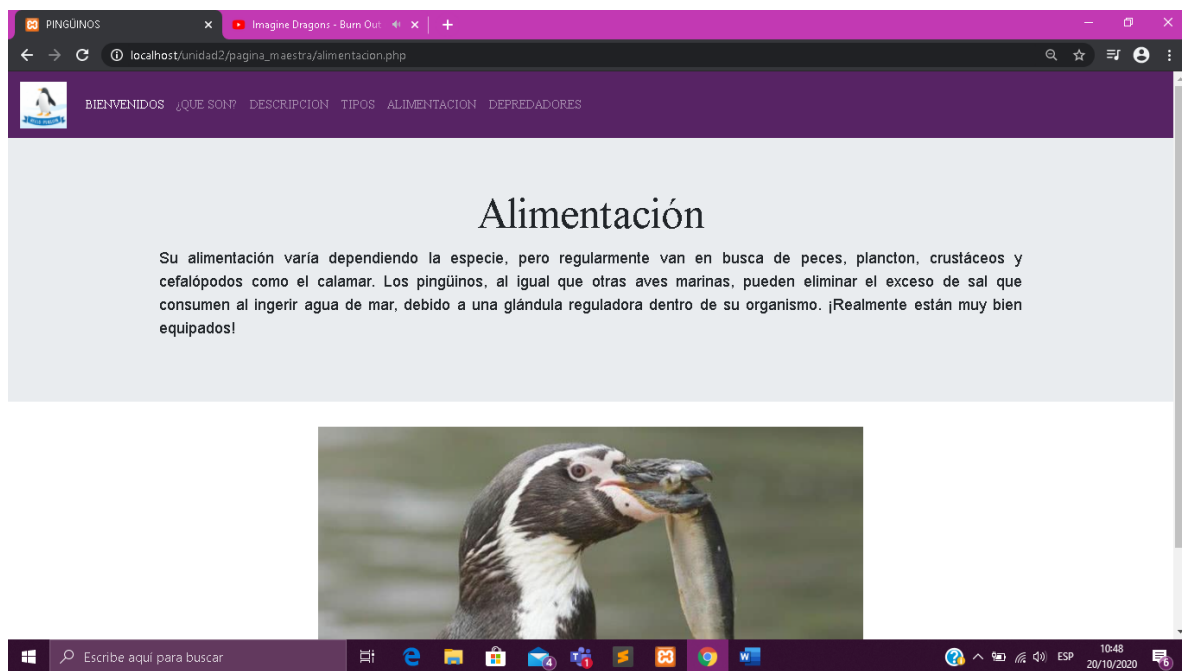 PINGÜINOS
Imagine Dragons - Burn Out
localhost/unidad2/pagina_maestra/alimentacion.php
BIENVENIDOS ¿QUE SON? DESCRIPCION TIPOS ALIMENTACION DEPREDADORES
Alimentación
Su alimentación varía dependiendo la especie, pero regularmente van en busca de peces, plancton, crustáceos y
cefalópodos como el calamar. Los pingüinos, al igual que otras aves marinas, pueden eliminar el exceso de sal que
consumen al ingerir agua de mar, debido a una glándula reguladora dentro de su organismo. ¡Realmente están muy bien
equipados!
Escribe aquí para buscar
4
1
ESP
10:48
20/10/2020
6